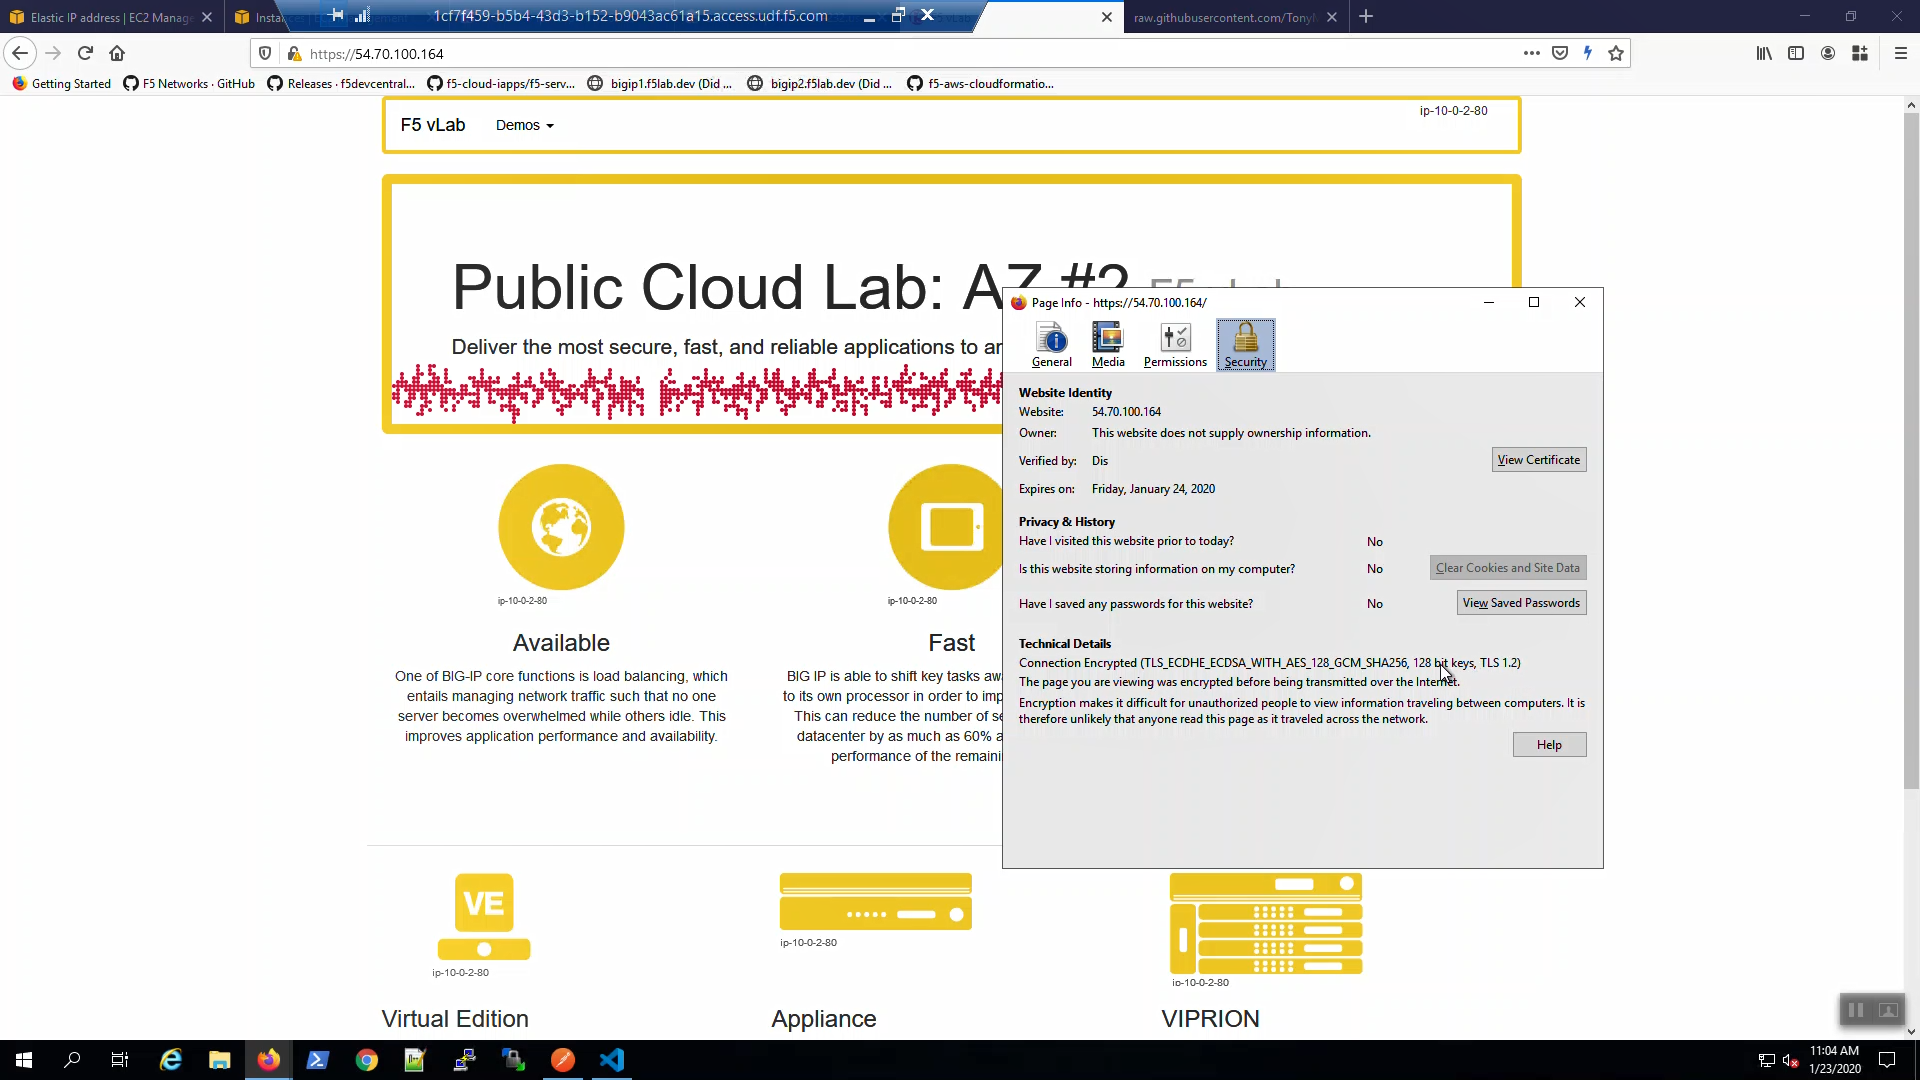 Elastic IP address | EC2 Manage
Instan
1cf7f459-b5b4-43d3-b152-b9043ac61a15.access.udf.f5.com
raw.githubusercontent.com/Tony
https://54.70.100.164
Getting Started
F5 Networks · GitHub
Releases · f5devcentral...
f5-cloud-iapps/f5-serv...
bigip1.f5lab.dev (Did ...
bigip2.f5lab.dev (Did ...
f5-aws-cloudformatio...
F5 vLab
Demos
ip-10-0-2-80
Public Cloud Lab: AZ #2
Deliver the most secure, fast, and reliable applications to an
Page Info - https://54.70.100.164/
General
Media
Permissions
Security
Website Identity
Website: 54.70.100.164
Owner: This website does not supply ownership information.
Verified by: Dis
View Certificate
Expires on: Friday, January 24, 2020
Privacy & History
Have I visited this website prior to today? No
Is this website storing information on my computer? No
Clear Cookies and Site Data
Have I saved any passwords for this website? No
View Saved Passwords
Technical Details
Connection Encrypted (TLS_ECDHE_ECDSA_WITH_AES_128_GCM_SHA256, 128 bit keys, TLS 1.2)
The page you are viewing was encrypted before being transmitted over the Internet.
Encryption makes it difficult for unauthorized people to view information traveling between computers. It is
therefore unlikely that anyone read this page as it traveled across the network.
Help
ip-10-0-2-80
Available
One of BIG-IP core functions is load balancing, which
entails managing network traffic such that no one
server becomes overwhelmed while others idle. This
improves application performance and availability.
ip-10-0-2-80
Fast
BIG IP is able to shift key tasks aw
to its own processor in order to imp
This can reduce the number of se
datacenter by as much as 60% a
performance of the remaini
VE
ip-10-0-2-80
Virtual Edition
ip-10-0-2-80
Appliance
ip-10-0-2-80
VIPRION
11:04 AM
1/23/2020